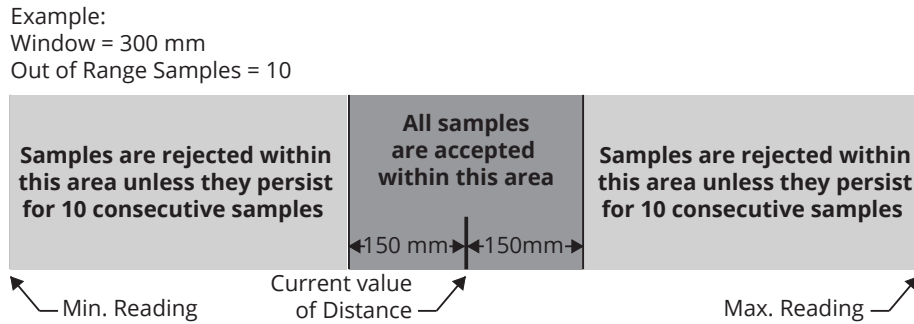 Example:
Window = 300 mm
Out of Range Samples = 10
Samples are rejected within
this area unless they persist
for 10 consecutive samples
All samples
are accepted
within this area
Samples are rejected within
this area unless they persist
for 10 consecutive samples
150 mm
150mm
Min. Reading
Current value
of Distance
Max. Reading